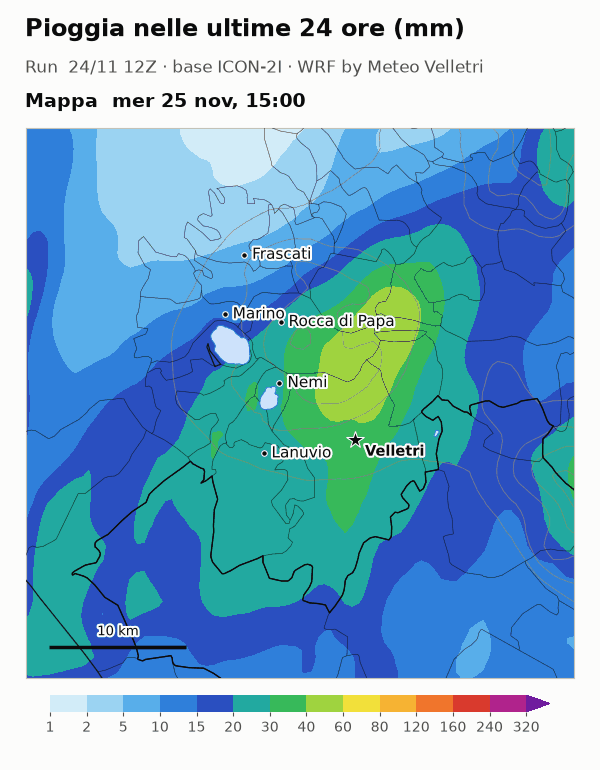 Pioggia nelle ultime 24 ore (mm)
Run 24/11 12Z · base ICON-2I · WRF by Meteo Velletri
Mappa mer 25 nov, 15:00
Frascati
Marino
Rocca di Papa
Nemi
Velletri
Lanuvio
10 km
1 2 5 10 15 20 30 40 60 80 120 160 240 320